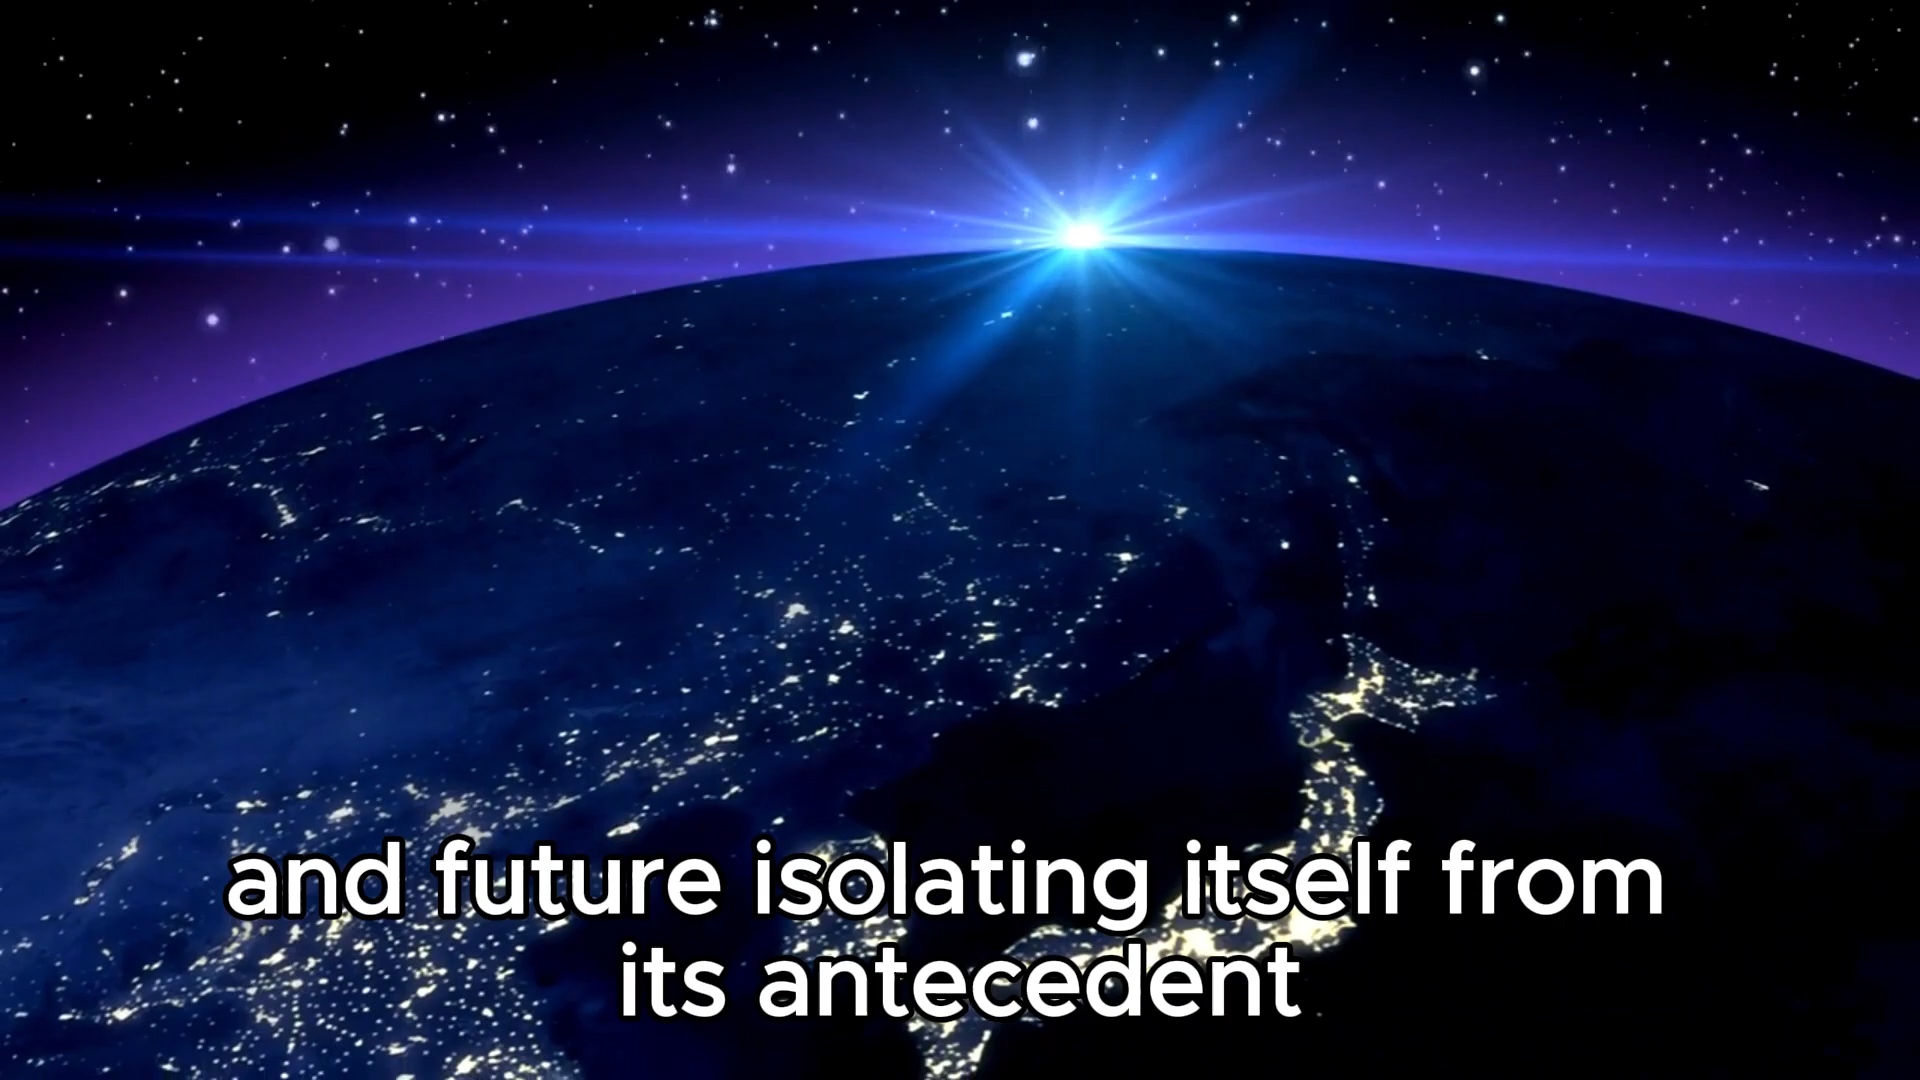 and future isolating itself from
its antecedent